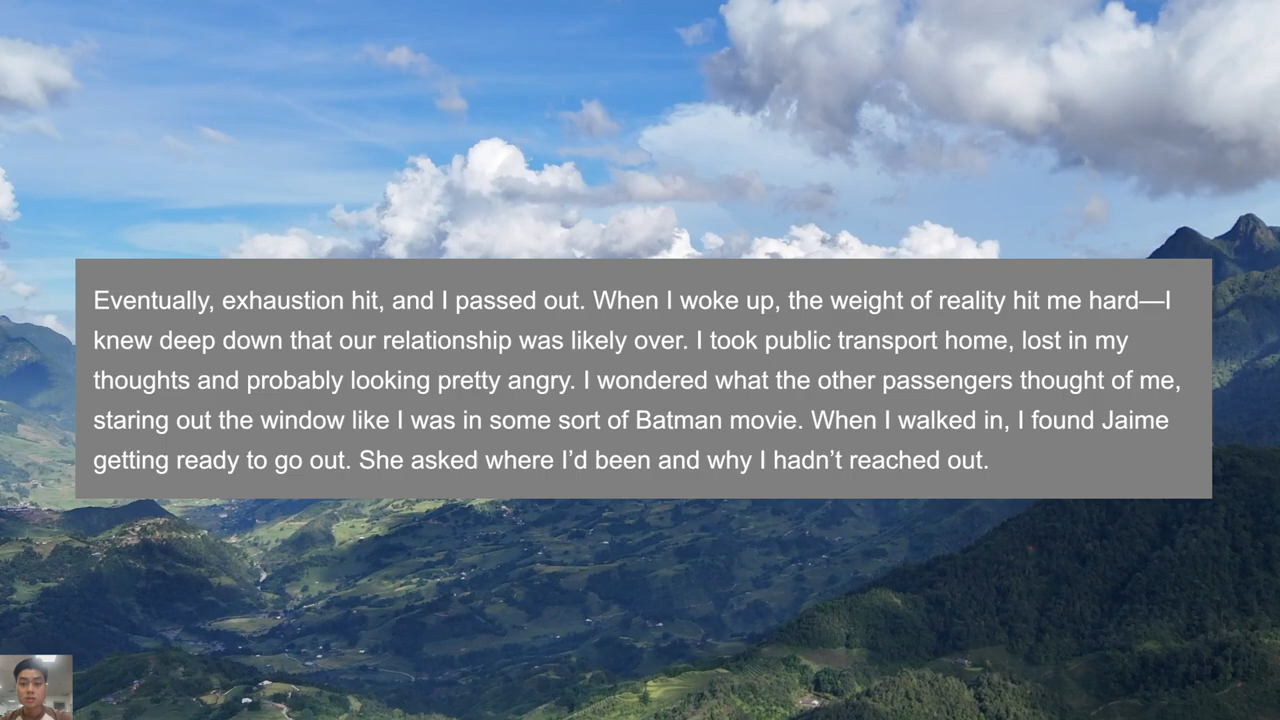 Eventually, exhaustion hit, and I passed out. When I woke up, the weight of reality hit me hard—I
knew deep down that our relationship was likely over. I took public transport home, lost in my
thoughts and probably looking pretty angry. I wondered what the other passengers thought of me,
staring out the window like I was in some sort of Batman movie. When I walked in, I found Jaime
getting ready to go out. She asked where I’d been and why I hadn’t reached out.